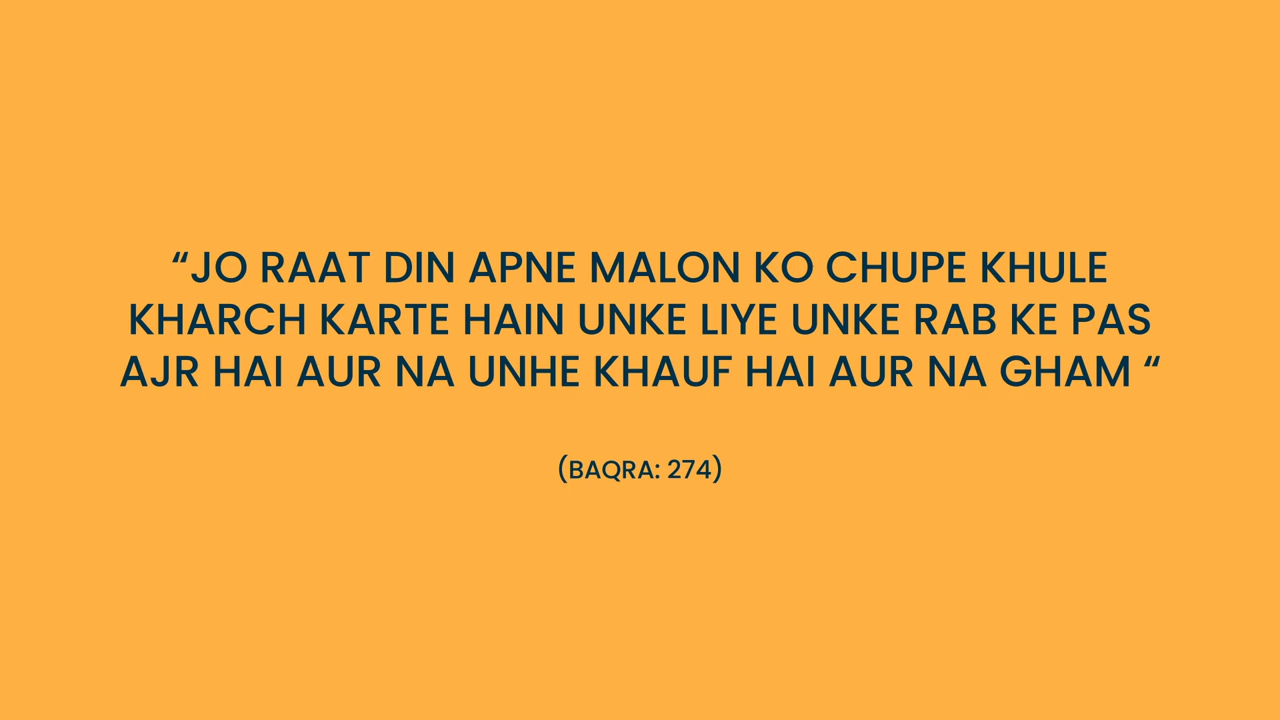 “JO RAAT DIN APNE MALON KO CHUPE KHULE
KHARCH KARTE HAIN UNKE LIYE UNKE RAB KE PAS
AJR HAI AUR NA UNHE KHAUF HAI AUR NA GHAM “
(BAQRA: 274)